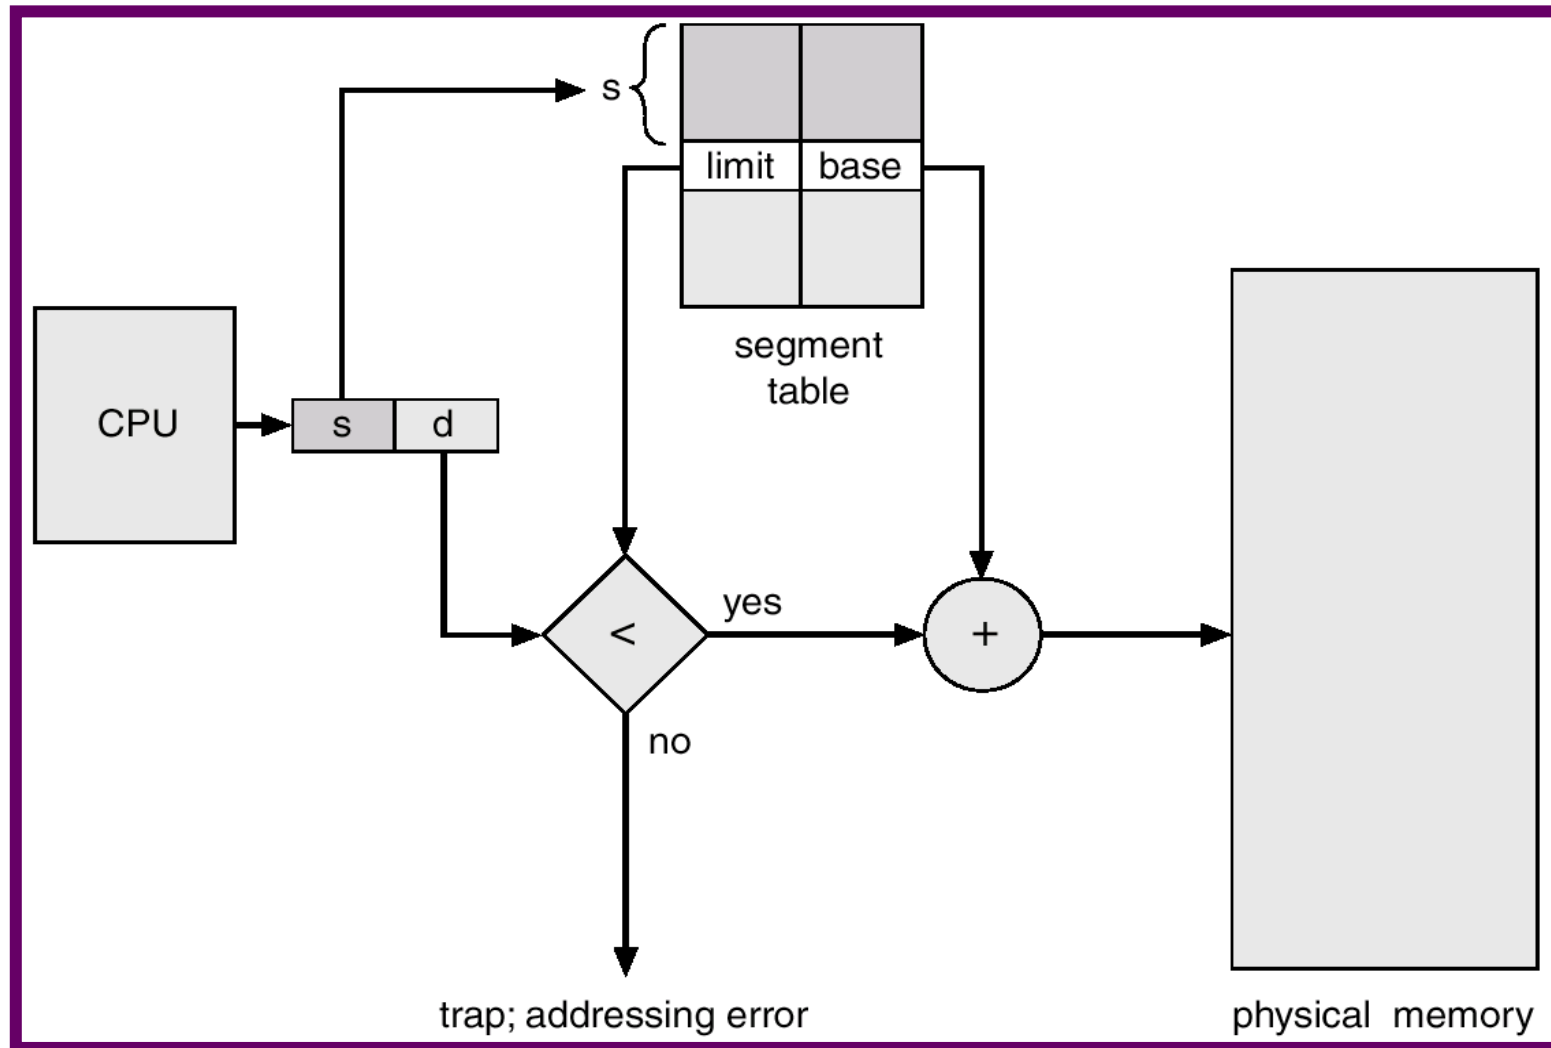 s
limit base
segment
table
CPU
s d
yes
<
+
no
trap; addressing error
physical memory